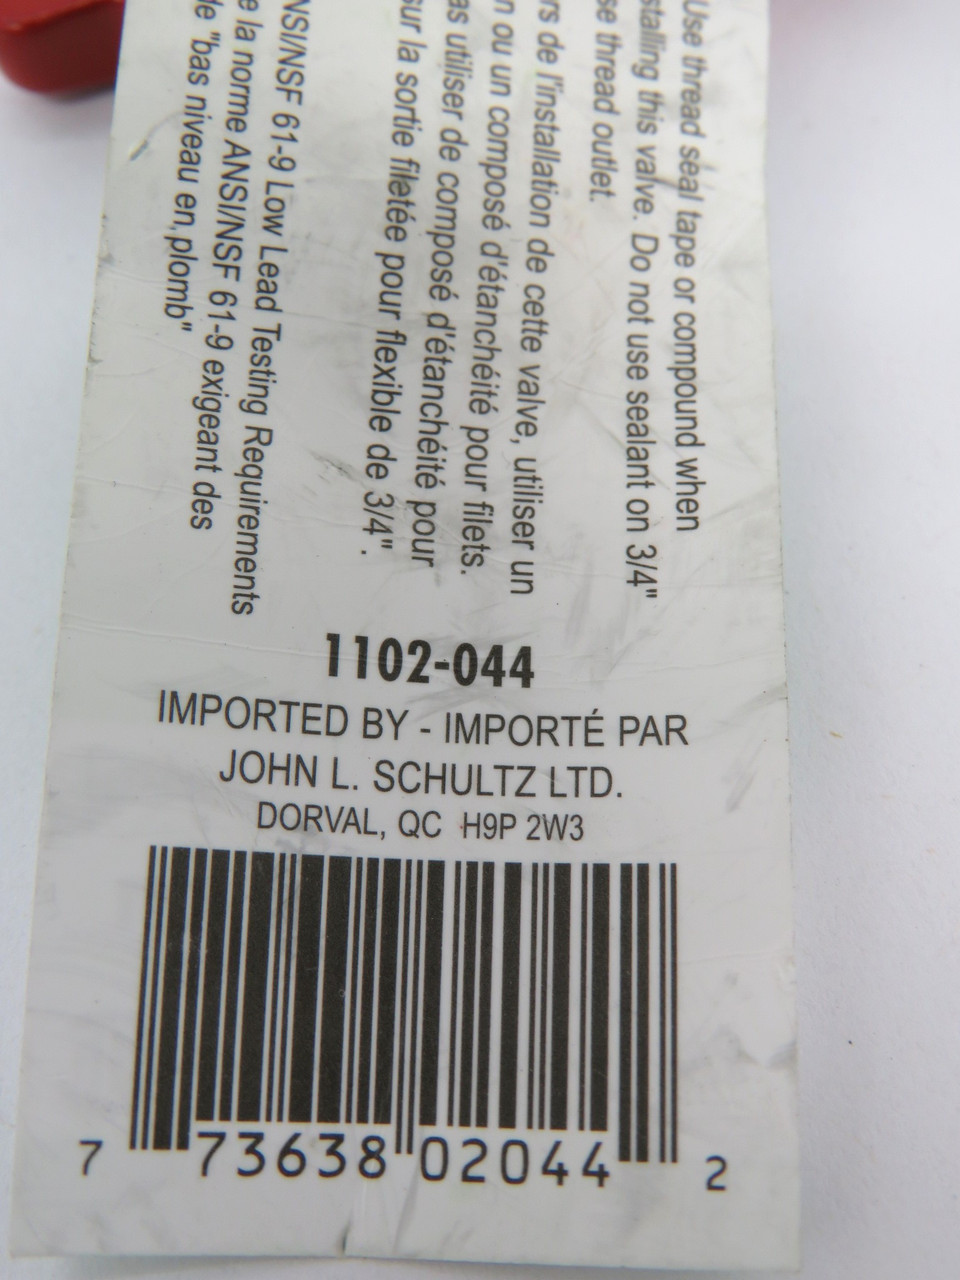 Use thread seal tape or compound when
stalling this valve. Do not use sealant on 3/4"
se thread outlet.
rs de l'installation de cette valve, utiliser un
n ou un composé d'étanchéité pour filets.
as utiliser de composé d'étanchéité pour
sur la sortie filetée pour flexible de 3/4".
NSI/NSF 61-9 Low Lead Testing Requirements
e la norme ANSI/NSF 61-9 exigeant des
de "bas niveau en plomb"
1102-044
IMPORTED BY - IMPORTÉ PAR
JOHN L. SCHULTZ LTD.
DORVAL, QC H9P 2W3
7 73638 02044 2